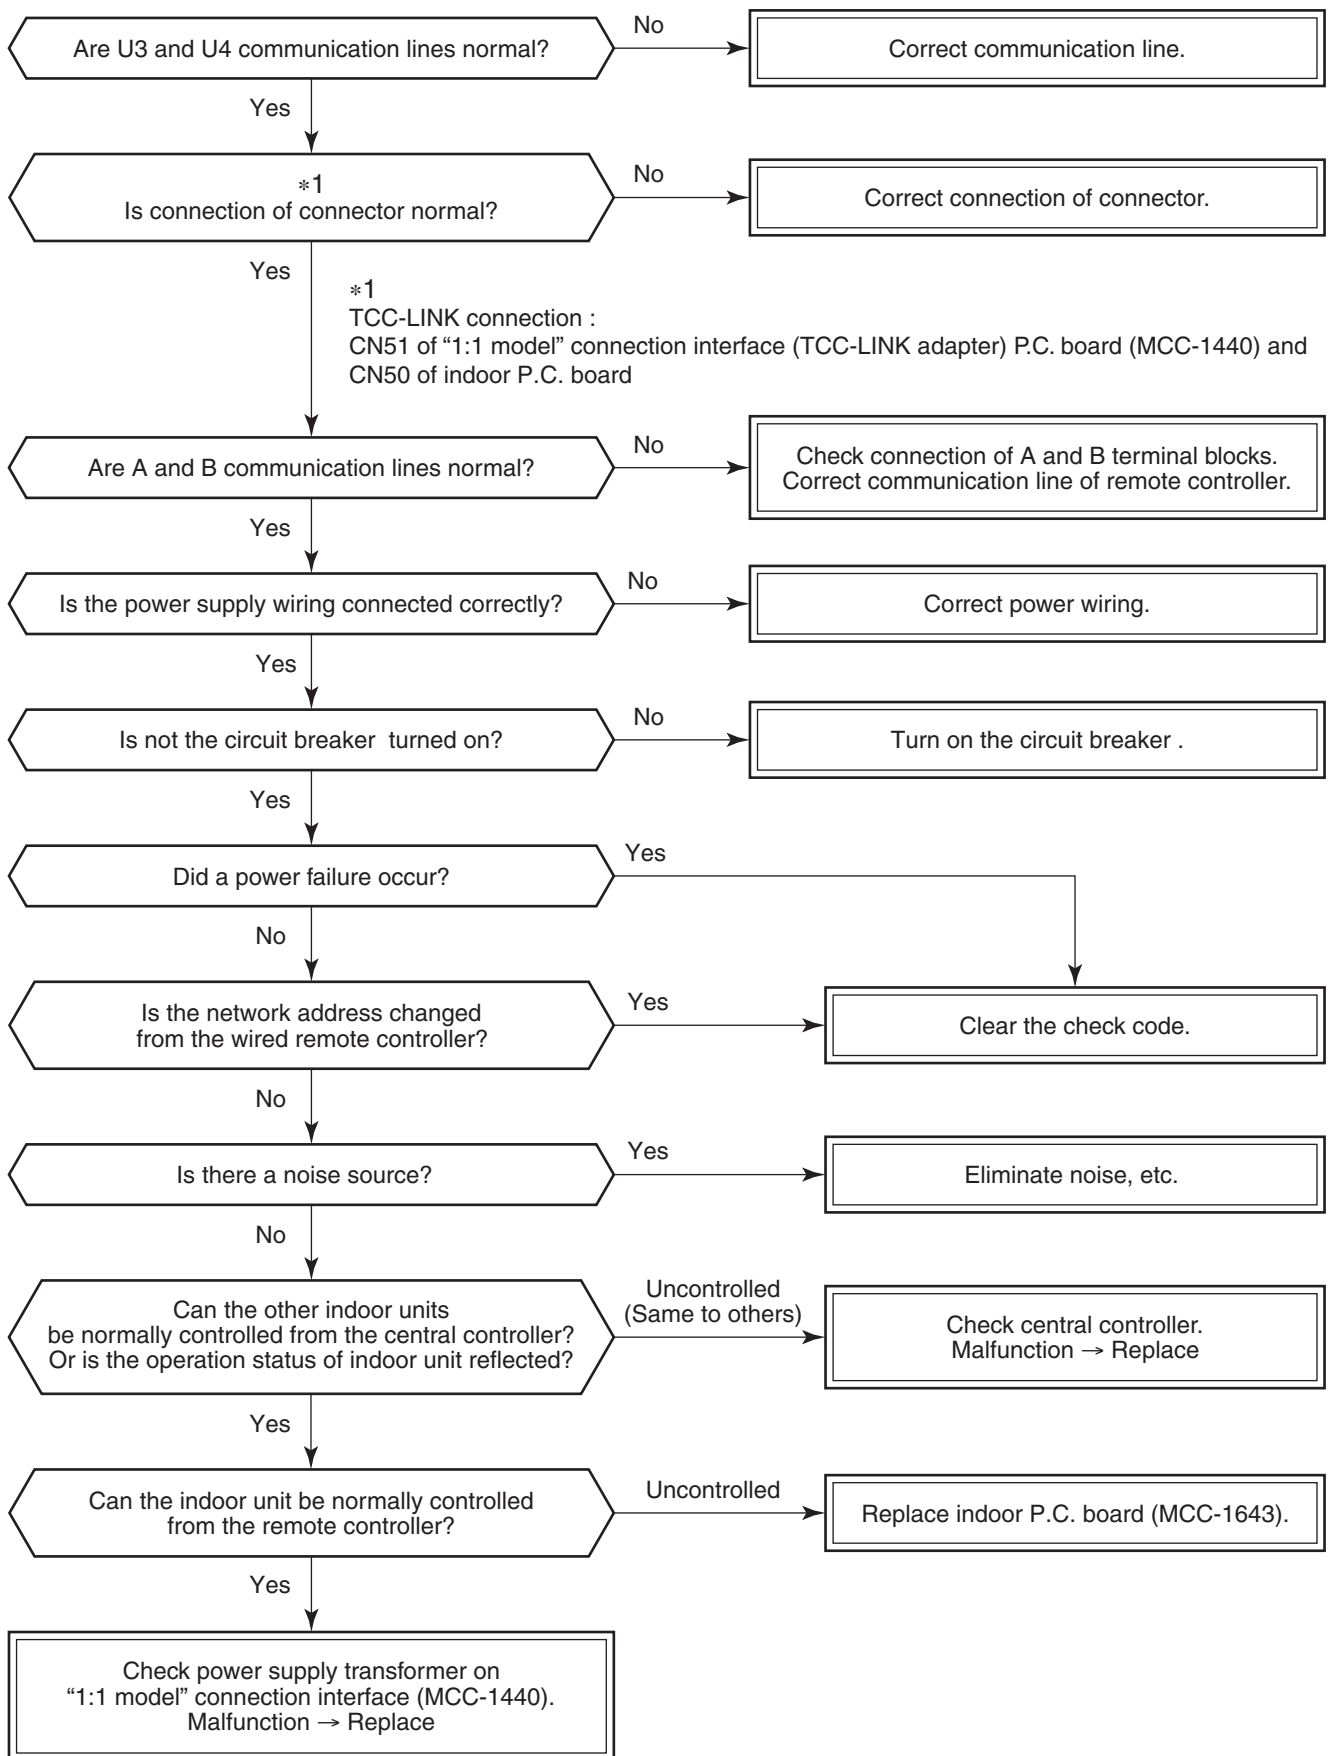 Are U3 and U4 communication lines normal?
No
Correct communication line.
Yes
*1
Is connection of connector normal?
No
Correct connection of connector.
Yes
*1
TCC-LINK connection :
CN51 of “1:1 model” connection interface (TCC-LINK adapter) P.C. board (MCC-1440) and
CN50 of indoor P.C. board
Are A and B communication lines normal?
No
Check connection of A and B terminal blocks.
Correct communication line of remote controller.
Yes
Is the power supply wiring connected correctly?
No
Correct power wiring.
Yes
Is not the circuit breaker turned on?
No
Turn on the circuit breaker .
Yes
Did a power failure occur?
Yes
No
Is the network address changed
from the wired remote controller?
Yes
Clear the check code.
No
Is there a noise source?
Yes
Eliminate noise, etc.
No
Can the other indoor units
be normally controlled from the central controller?
Or is the operation status of indoor unit reflected?
Uncontrolled
(Same to others)
Check central controller.
Malfunction → Replace
Yes
Can the indoor unit be normally controlled
from the remote controller?
Uncontrolled
Replace indoor P.C. board (MCC-1643).
Yes
Check power supply transformer on
“1:1 model” connection interface (MCC-1440).
Malfunction → Replace